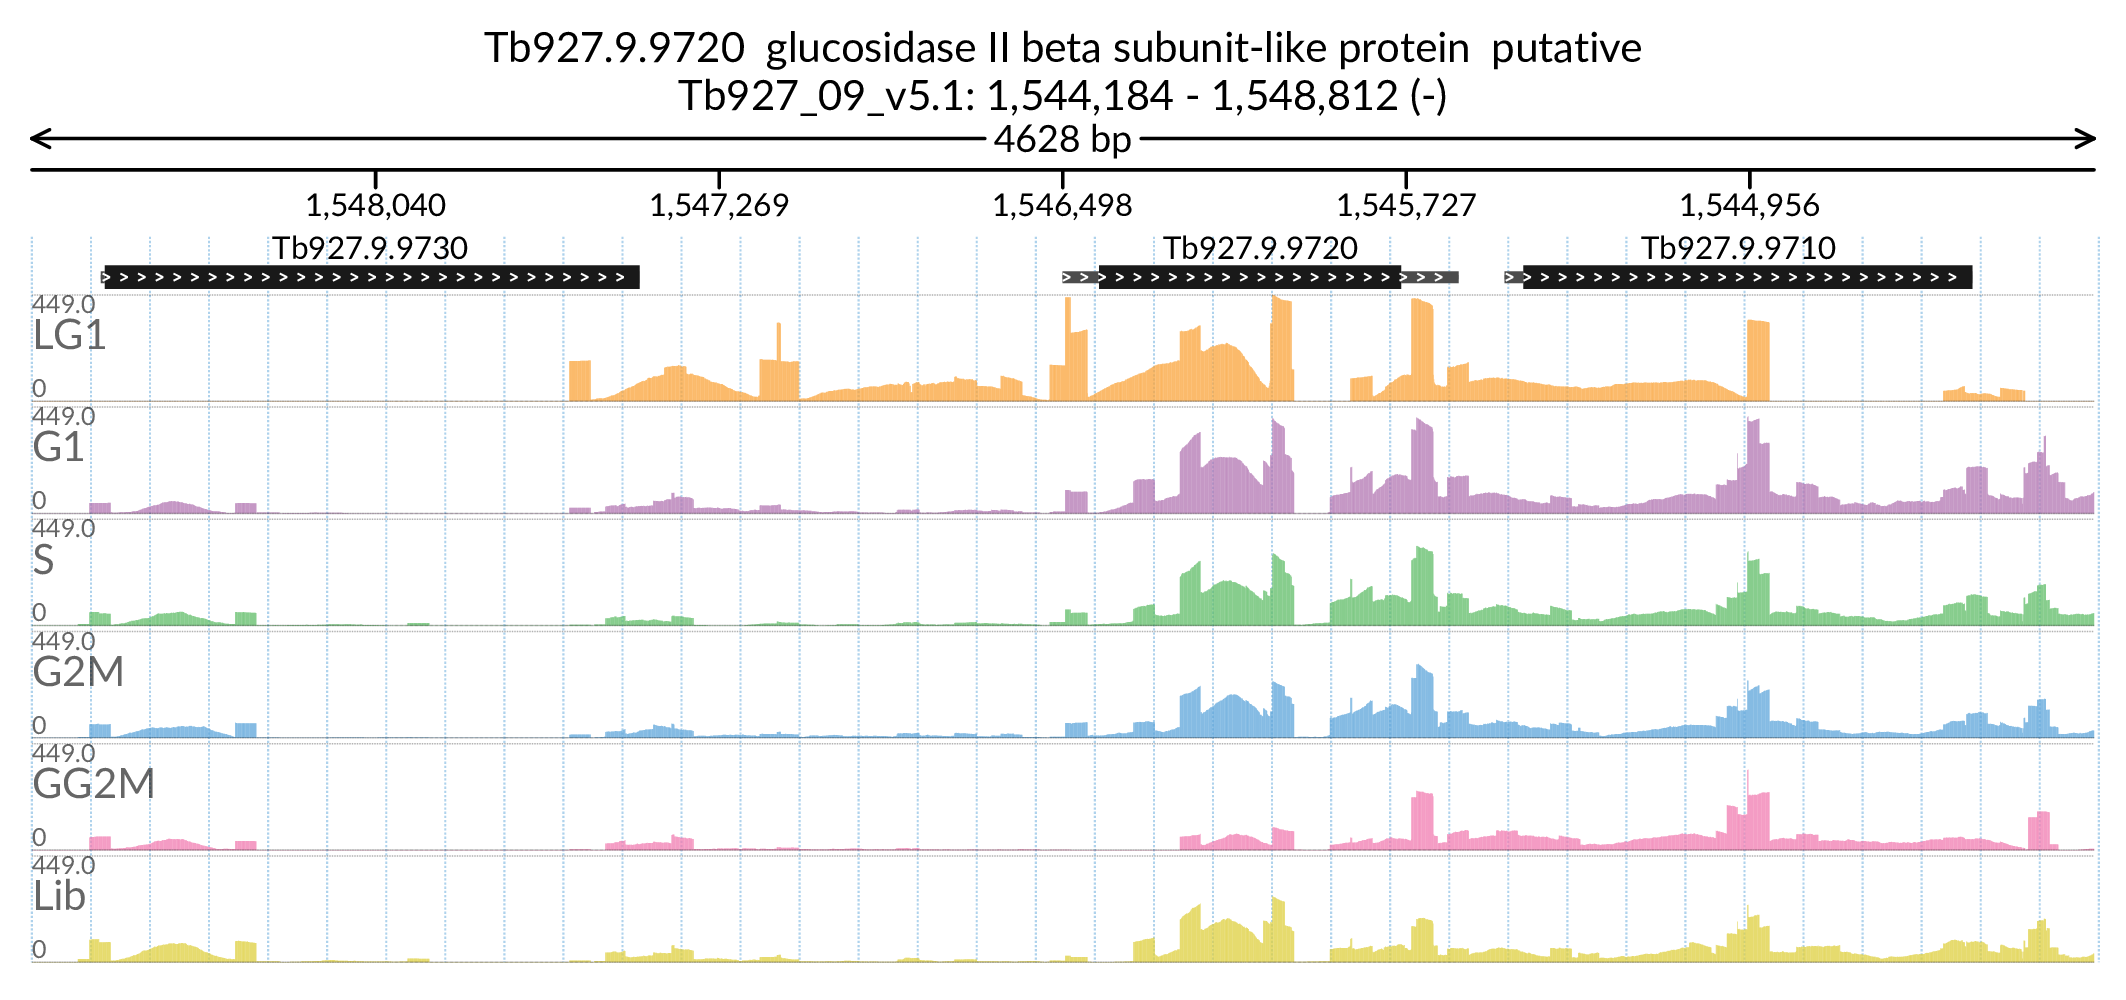 Tb927.9.9720 glucosidase II beta subunit-like protein putative
Tb927_09_v5.1: 1,544,184 - 1,548,812 (-)
4628 bp
1,548,040 1,547,269 1,546,498 1,545,727 1,544,956
Tb927.9.9730 Tb927.9.9720 Tb927.9.9710
449.0
LG1
0
449.0
G1
0
449.0
S
0
449.0
G2M
0
449.0
GG2M
0
449.0
Lib
0